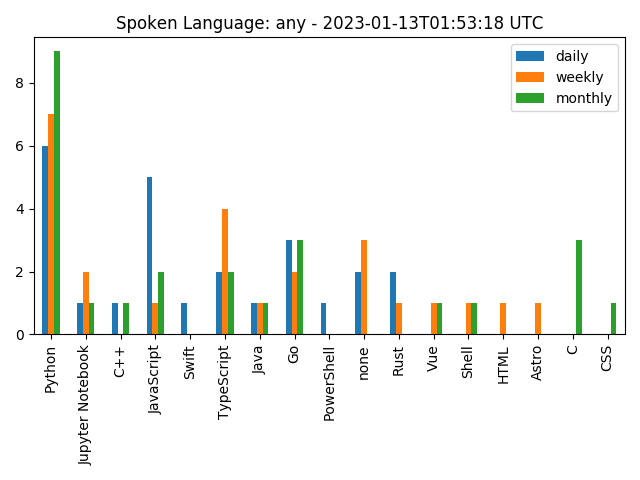 Spoken Language: any - 2023-01-13T01:53:18 UTC
daily
weekly
monthly
8
6
4
2
0
Python
Jupyter Notebook
C++
JavaScript
Swift
TypeScript
Java
Go
PowerShell
none
Rust
Vue
Shell
HTML
Astro
C
CSS